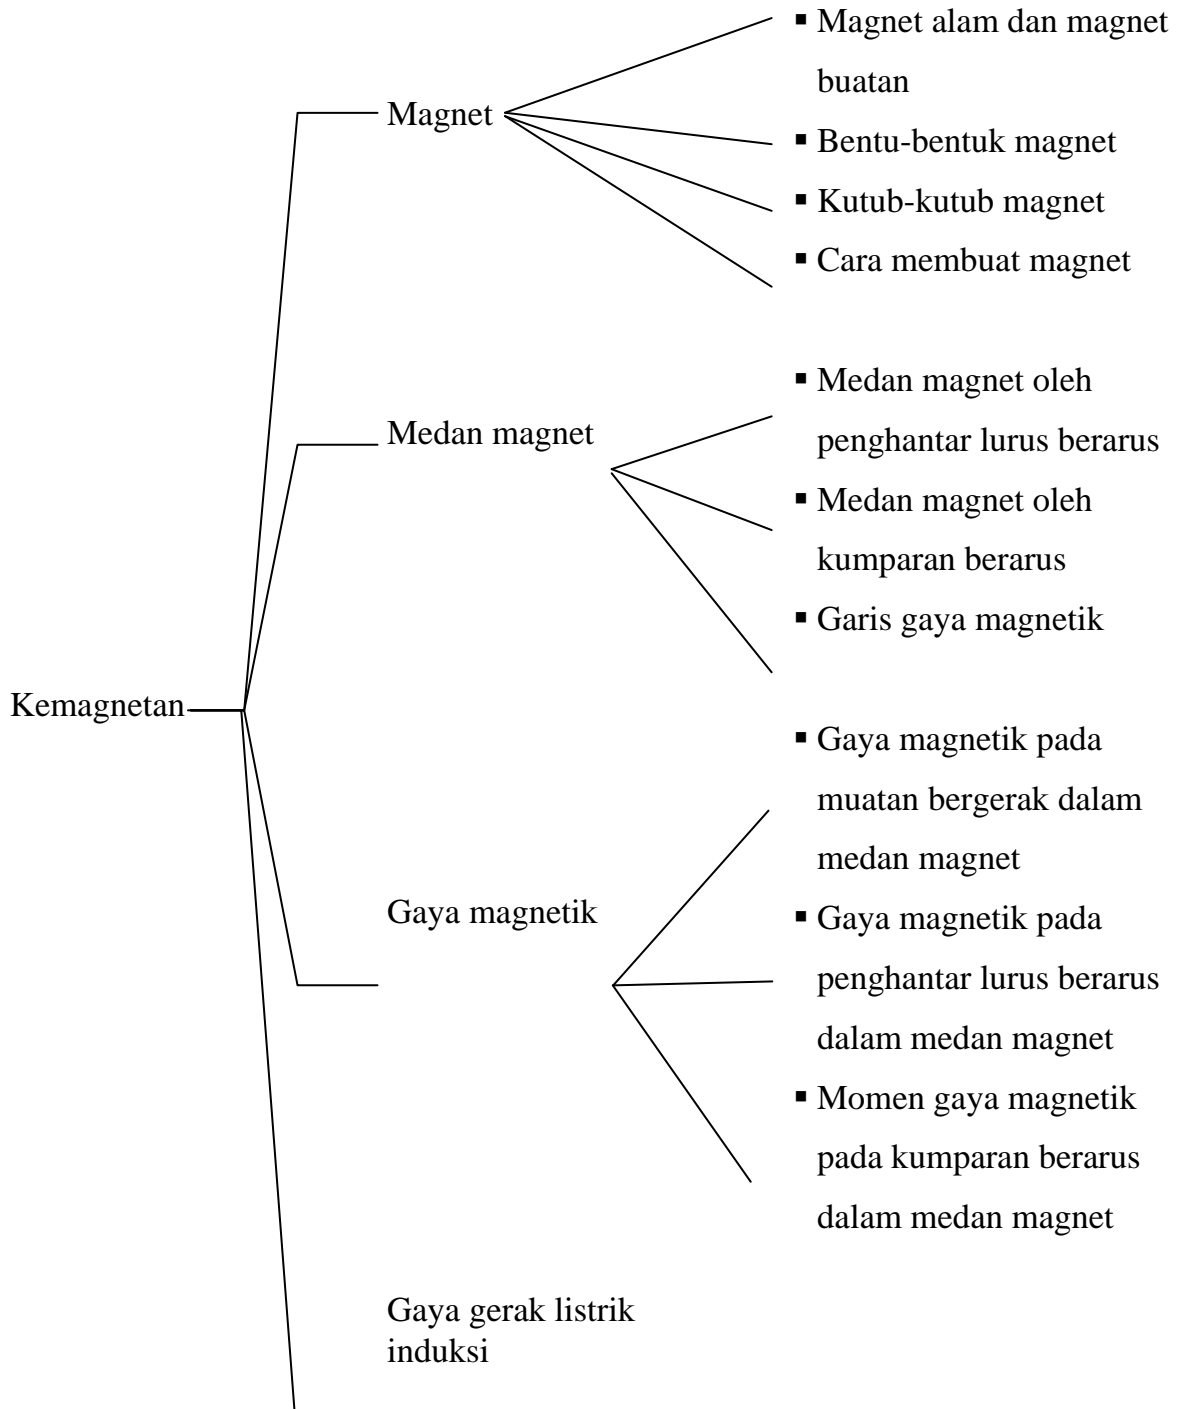 ▪ Magnet alam dan magnet
buatan
Magnet
▪ Bentu-bentuk magnet
▪ Kutub-kutub magnet
▪ Cara membuat magnet
▪ Medan magnet oleh
penghantar lurus berarus
Medan magnet
▪ Medan magnet oleh
kumparan berarus
▪ Garis gaya magnetik
Kemagnetan
▪ Gaya magnetik pada
muatan bergerak dalam
medan magnet
Gaya magnetik
▪ Gaya magnetik pada
penghantar lurus berarus
dalam medan magnet
▪ Momen gaya magnetik
pada kumparan berarus
dalam medan magnet
Gaya gerak listrik
induksi